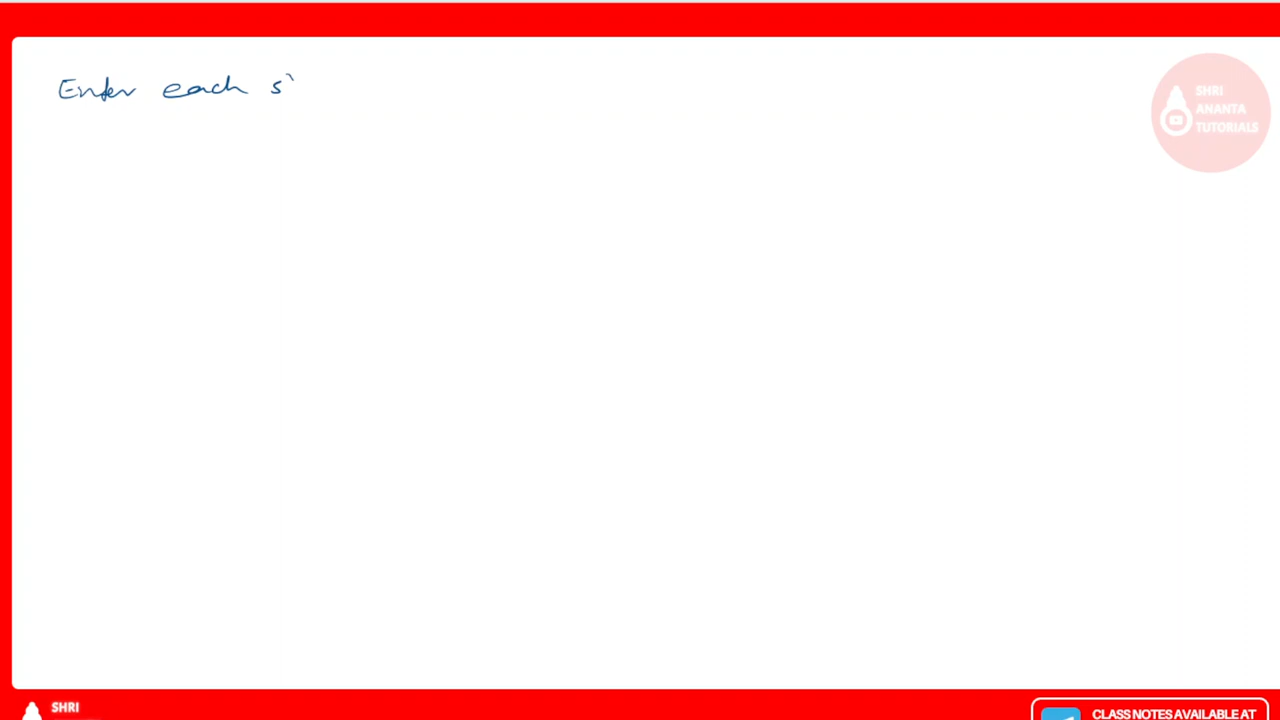 Enter each s
SHRI
ANANTA
TUTORIALS
SHRI
CLASS NOTES AVAILABLE AT